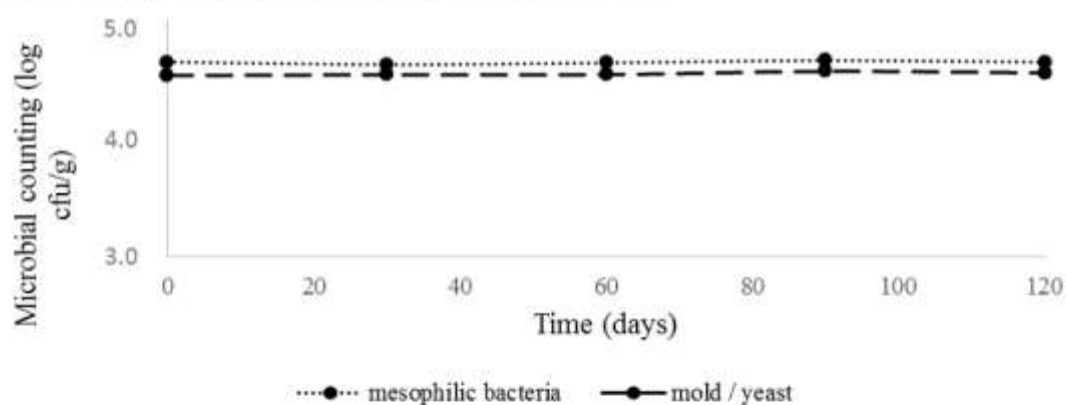 5.0
4.0
3.0
Microbial counting (log
cfu/g)
0 20 40 60 80 100 120
Time (days)
mesophilic bacteria mold / yeast